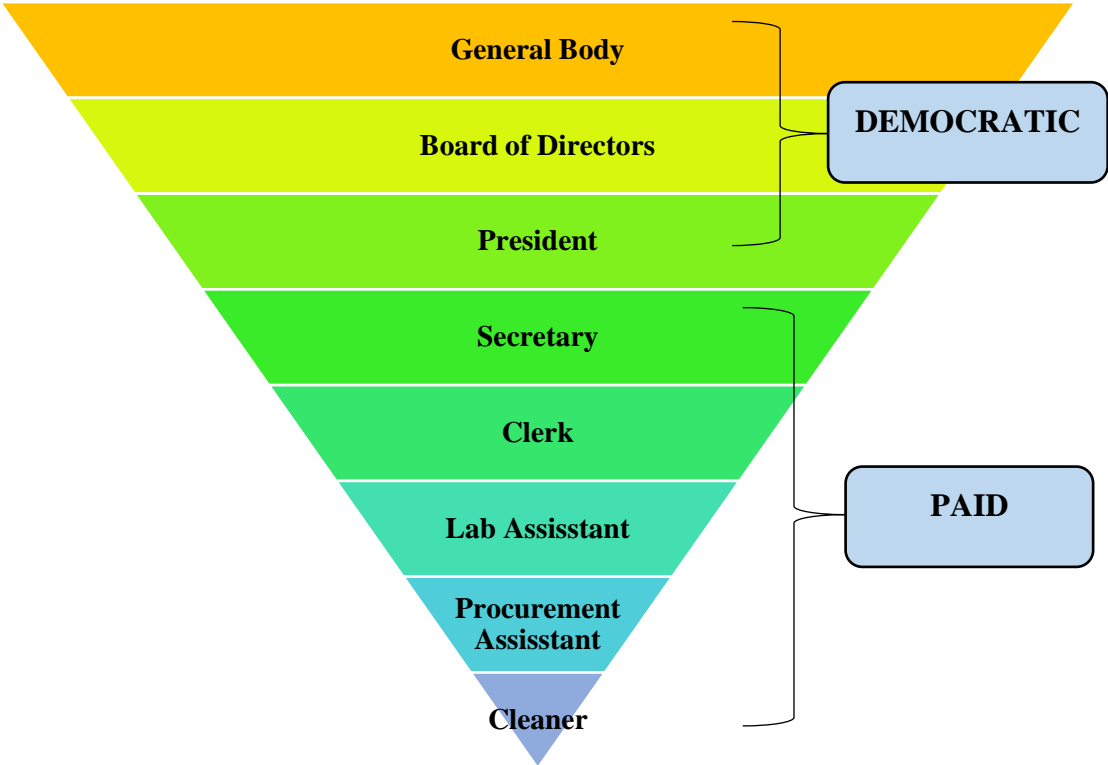 General Body
DEMOCRATIC
Board of Directors
President
Secretary
Clerk
PAID
Lab Assisstant
Procurement
Assisstant
Cleaner